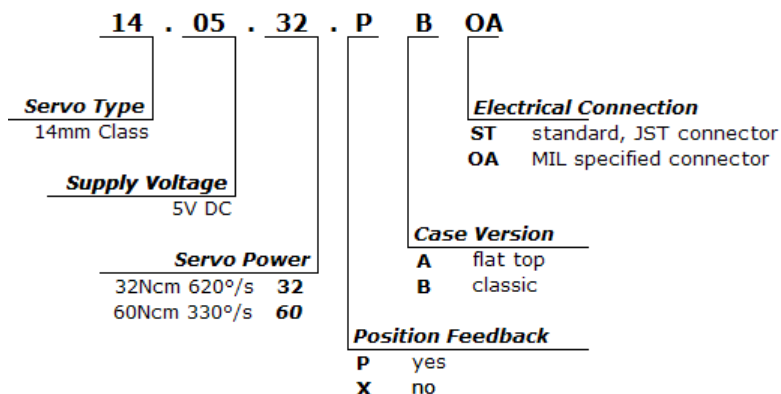 14 . 05 . 32 . P B OA
Servo Type
14mm Class
Supply Voltage
5V DC
Servo Power
32Ncm 620°/s 32
60Ncm 330°/s 60
Electrical Connection
ST standard, JST connector
OA MIL specified connector
Case Version
A flat top
B classic
Position Feedback
P yes
X no